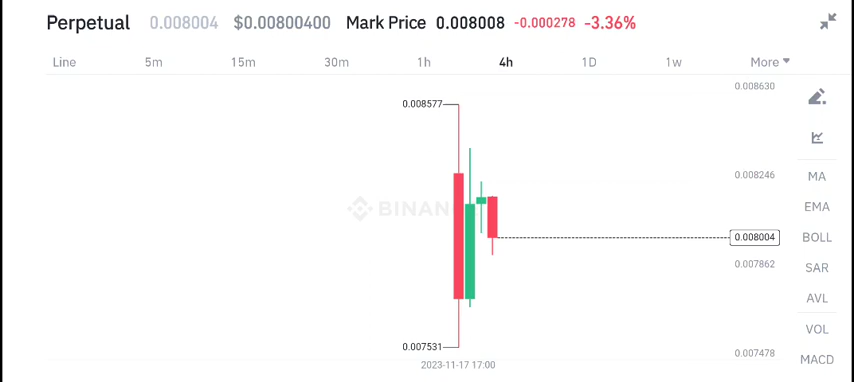 Perpetual 0.008004 $0.00800400 Mark Price 0.008008 -0.000278 -3.36%
Line 5m 15m 30m 1h 4h 1D 1w More
0.008630
0.008577
MA
0.008246
EMA
BINAN
0.008004
BOLL
0.007862
SAR
AVL
VOL
0.007531
0.007478
MACD
2023-11-17 17:00